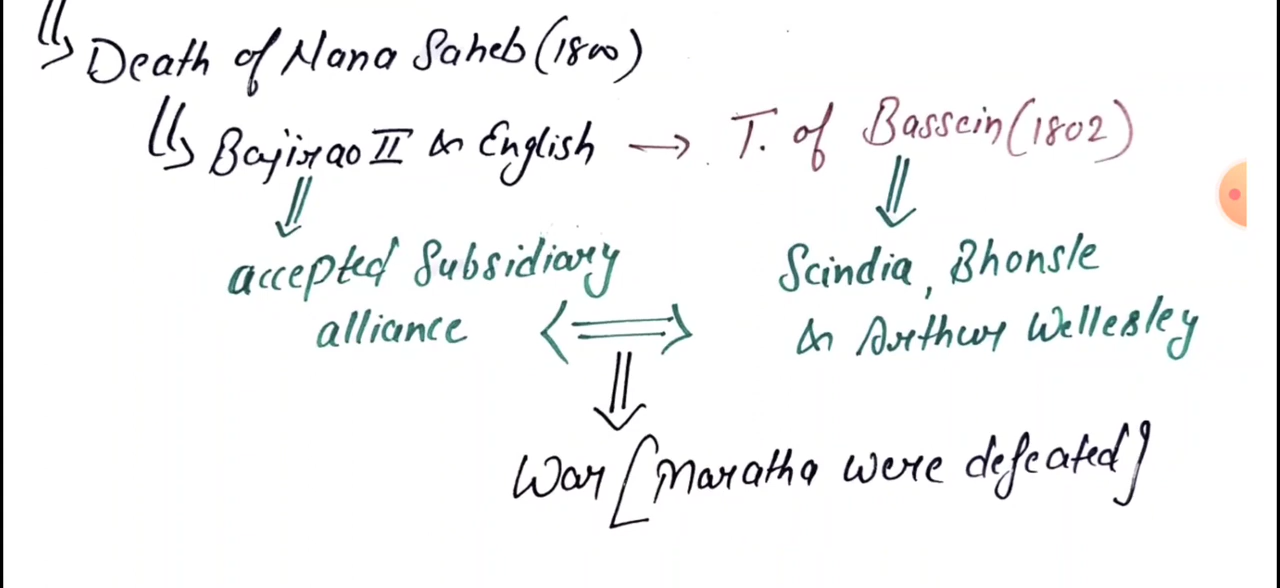 Death of Nana Saheb (1800)
Bajirao II & English → T. of Bassein (1802)
accepted Subsidiary alliance
Scindia, Bhonsle & Arthur Wellesley
War [Maratha were defeated]